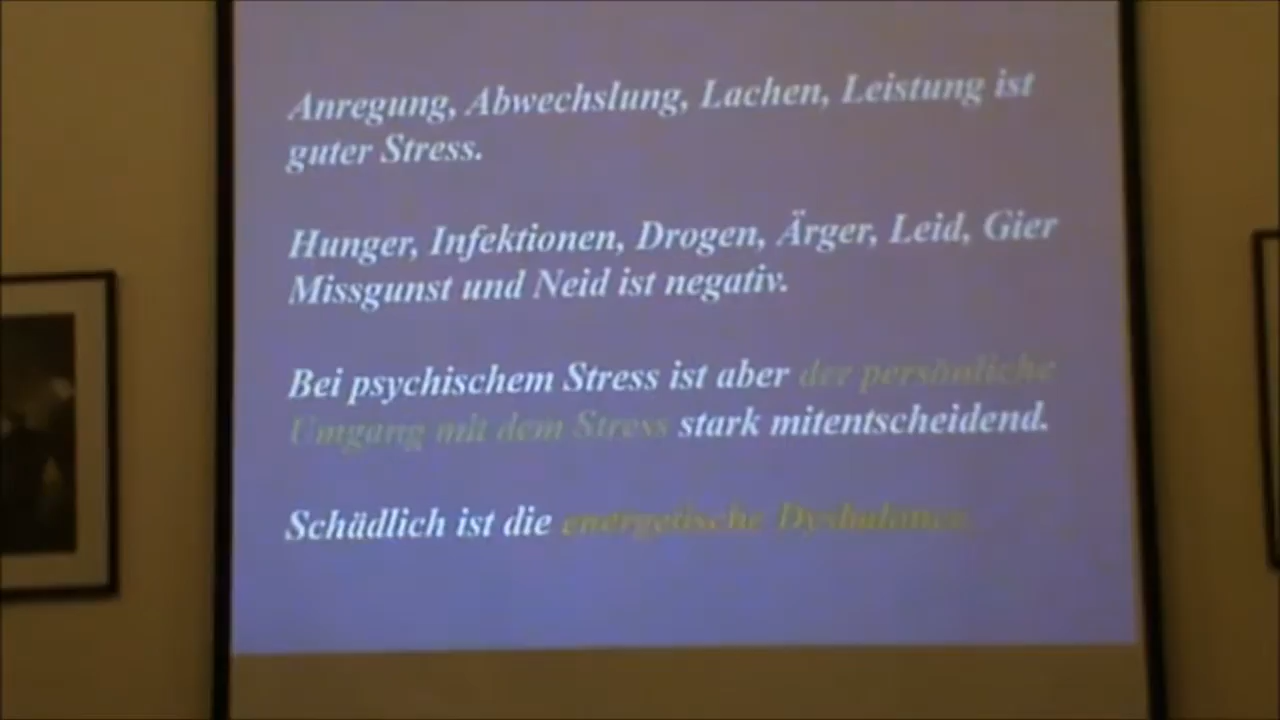 Anregung, Abwechslung, Lachen, Leistung ist
guter Stress.
Hunger, Infektionen, Drogen, Ärger, Leid, Gier
Missgunst und Neid ist negativ.
Bei psychischem Stress ist aber der persönliche
Umgang mit dem Stress stark mitentscheidend.
Schädlich ist die energetische Dysbalance.